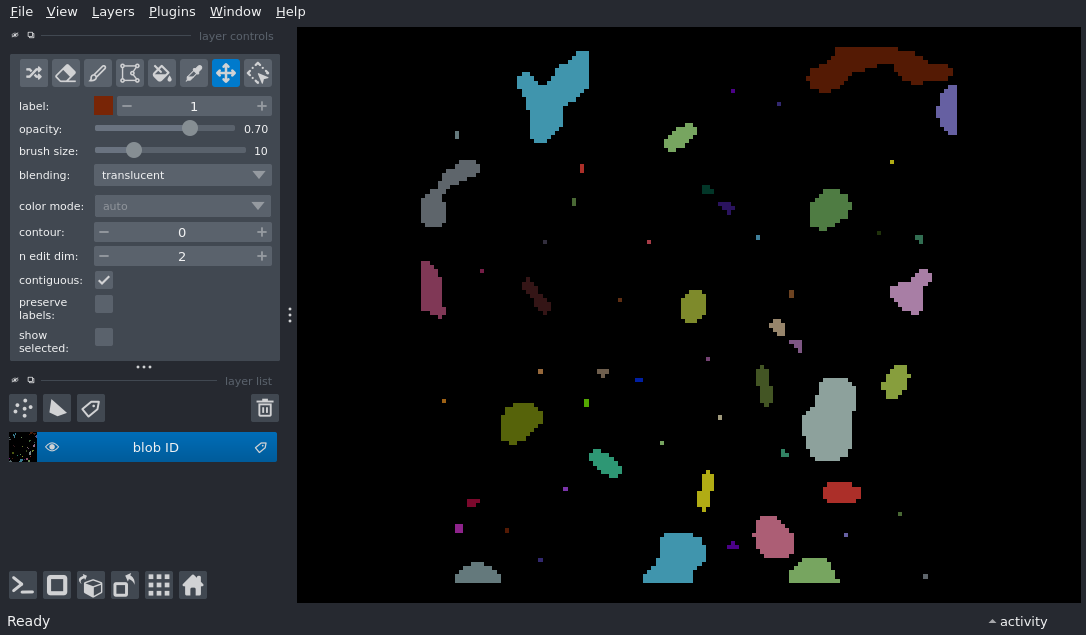 File View Layers Plugins Window Help
layer controls
label: 1
opacity: 0.70
brush size: 10
blending: translucent
color mode: auto
contour: 0
n edit dim: 2
contiguous:
preserve
labels:
show
selected:
layer list
blob ID
Ready
activity